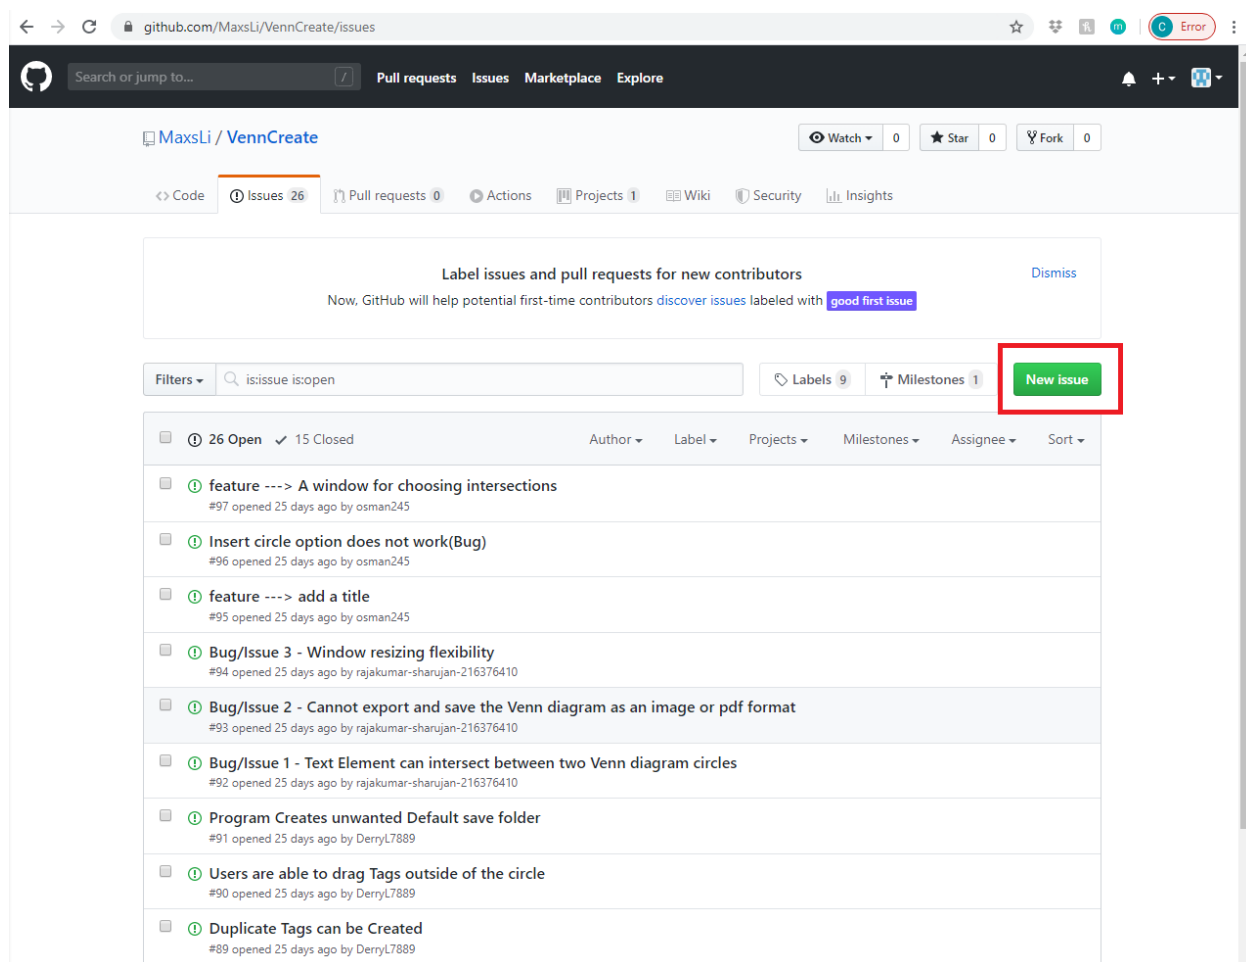 github.com/MaxsLi/VennCreate/issues
C Error
Search or jump to... / Pull requests Issues Marketplace Explore
MaxsLi / VennCreate
Watch 0 Star 0 Fork 0
Code Issues 26 Pull requests 0 Actions Projects 1 Wiki Security Insights
Label issues and pull requests for new contributors
Dismiss
Now, GitHub will help potential first-time contributors discover issues labeled with good first issue
Filters is:issue is:open Labels 9 Milestones 1 New issue
26 Open 15 Closed Author Label Projects Milestones Assignee Sort
feature ---> A window for choosing intersections
#97 opened 25 days ago by osman245
Insert circle option does not work(Bug)
#96 opened 25 days ago by osman245
feature ---> add a title
#95 opened 25 days ago by osman245
Bug/Issue 3 - Window resizing flexibility
#94 opened 25 days ago by rajakumar-sharujan-216376410
Bug/Issue 2 - Cannot export and save the Venn diagram as an image or pdf format
#93 opened 25 days ago by rajakumar-sharujan-216376410
Bug/Issue 1 - Text Element can intersect between two Venn diagram circles
#92 opened 25 days ago by rajakumar-sharujan-216376410
Program Creates unwanted Default save folder
#91 opened 25 days ago by DerryL7889
Users are able to drag Tags outside of the circle
#90 opened 25 days ago by DerryL7889
Duplicate Tags can be Created
#89 opened 25 days ago by DerryL7889